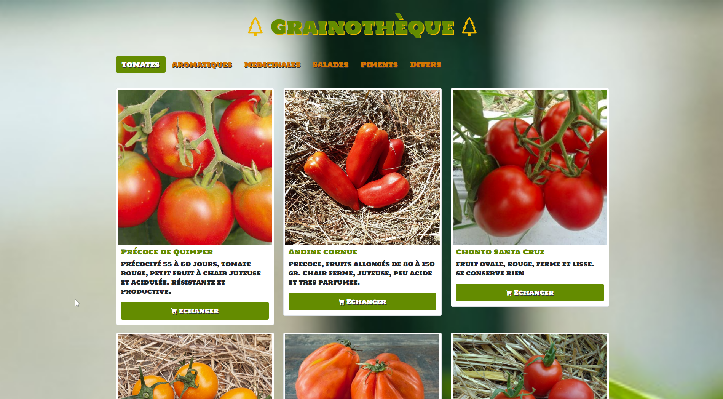 Grainothèque
Tomates Aromatiques Medicinales Salades Piments Divers
Précoce de Quimper
Précocité 55 à 60 jours, tomate
rouge, petit fruit à chair juteuse
et acidulée. Résistante et
productive.
Echanger
Andine cornue
Precoce, fruits allongés de 80 à 150
gr. Chair ferme, juteuse, peu acide
et tres parfumee.
Echanger
Chonto Santa Cruz
Fruit ovale, rouge, ferme et lisse.
Se conserve bien
Echanger